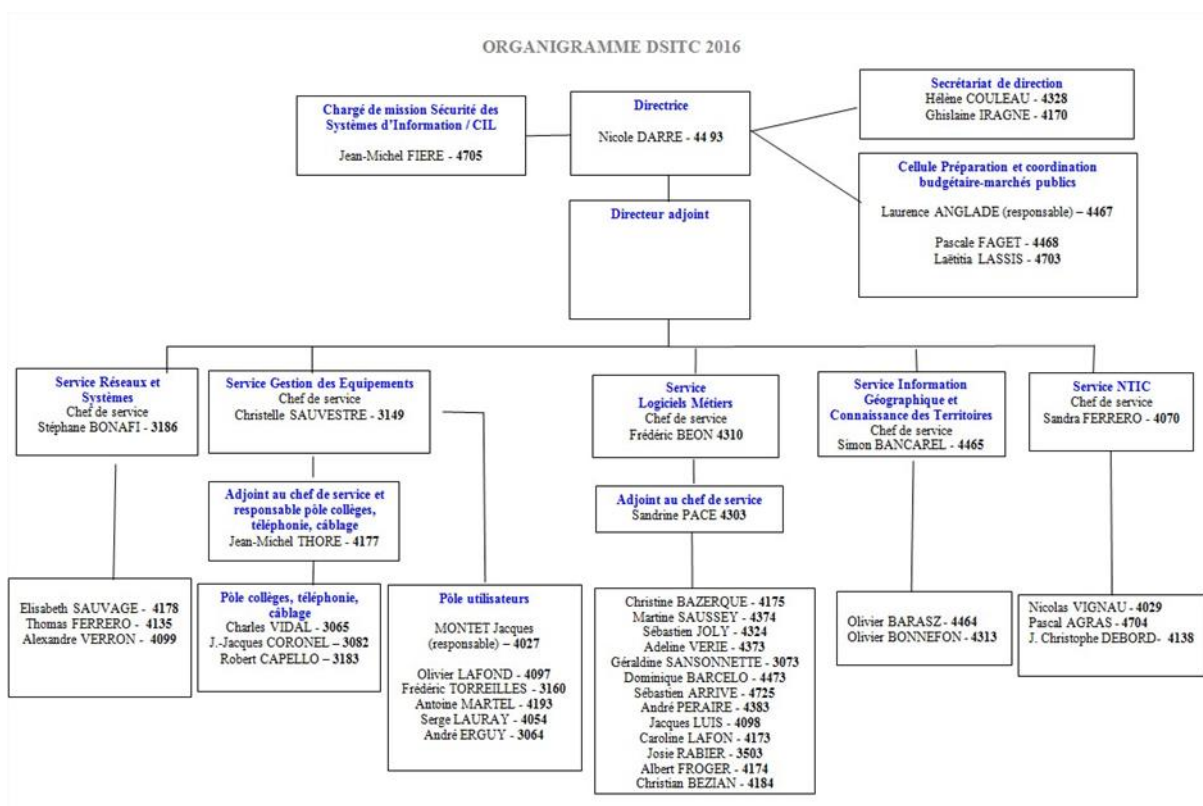 ORGANIGRAMME DSITC 2016
Chargé de mission Sécurité des
Systèmes d'Information / CIL
Jean-Michel FIERE - 4705
Directrice
Nicole DARRE - 44 93
Secrétariat de direction
Hélène COULEAU - 4328
Ghislaine IRAGNE - 4170
Cellule Préparation et coordination
budgétaire-marchés publics
Laurence ANGLADE (responsable) – 4467
Pascale FAGET - 4468
Laëtitia LASSIS - 4703
Directeur adjoint
Service Réseaux et
Systèmes
Chef de service
Stéphane BONAFI - 3186
Elisabeth SAUVAGE - 4178
Thomas FERRERO - 4135
Alexandre VERRON - 4099
Service Gestion des Equipements
Chef de service
Christelle SAUVESTRE - 3149
Adjoint au chef de service et
responsable pôle collèges,
téléphonie, câblage
Jean-Michel THORE - 4177
Pôle collèges, téléphonie,
câblage
Charles VIDAL - 3065
J.-Jacques CORONEL – 3082
Robert CAPELLO – 3183
Pôle utilisateurs
MONTET Jacques
(responsable) - 4027
Olivier LAFOND - 4097
Frédéric TORREILLES - 3160
Antoine MARTEL - 4193
Serge LAURAY - 4054
André ERGUY - 3064
Service
Logiciels Métiers
Chef de service
Frédéric BEON 4310
Adjoint au chef de service
Sandrine PACE 4303
Christine BAZERQUE - 4175
Martine SAUSSEY - 4374
Sébastien JOLY - 4324
Adeline VERIE - 4373
Géraldine SANSONNETTE - 3073
Dominique BARCELO - 4473
Sébastien ARRIVE - 4725
André PERAIRE - 4383
Jacques LUIS - 4098
Caroline LAFON - 4173
Josie RABIER - 3503
Albert FROGER - 4174
Christian BEZIAN - 4184
Service Information
Géographique et
Connaissance des Territoires
Chef de service
Simon BANCAREL - 4465
Olivier BARASZ - 4464
Olivier BONNEFON - 4313
Service NTIC
Chef de service
Sandra FERRERO - 4070
Nicolas VIGNAU - 4029
Pascal AGRAS - 4704
J. Christophe DEBORD- 4138